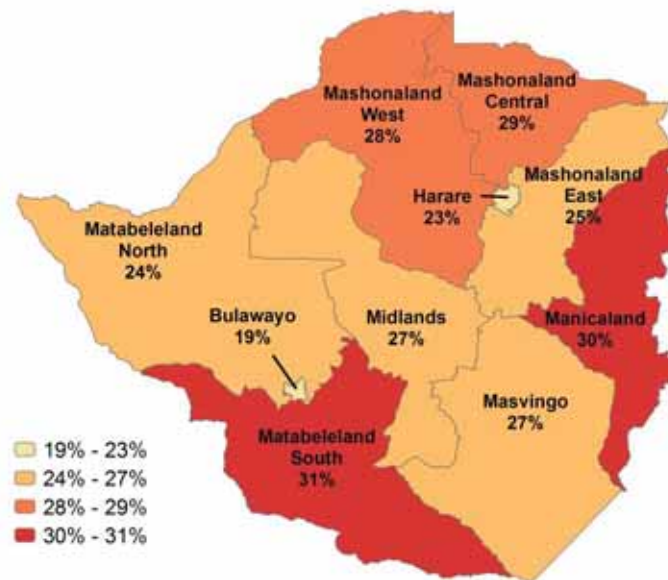 Mashonaland
West
28%
Mashonaland
Central
29%
Mashonaland
East
25%
Harare
23%
Matabeleland
North
24%
Bulawayo
19%
Midlands
27%
Manicaland
30%
Masvingo
27%
Matabeleland
South
31%
19% - 23%
24% - 27%
28% - 29%
30% - 31%